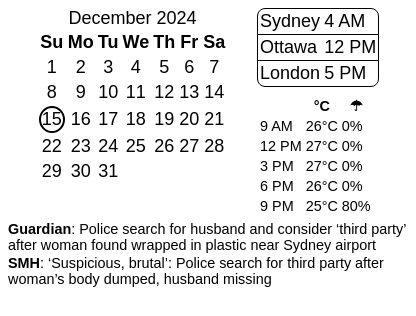 December 2024
Su Mo Tu We Th Fr Sa
1 2 3 4 5 6 7
8 9 10 11 12 13 14
15 16 17 18 19 20 21
22 23 24 25 26 27 28
29 30 31
Sydney 4 AM
Ottawa 12 PM
London 5 PM
°C ☂
9 AM 26°C 0%
12 PM 27°C 0%
3 PM 27°C 0%
6 PM 26°C 0%
9 PM 25°C 80%
Guardian: Police search for husband and consider ‘third party’
after woman found wrapped in plastic near Sydney airport
SMH: ‘Suspicious, brutal’: Police search for third party after
woman’s body dumped, husband missing